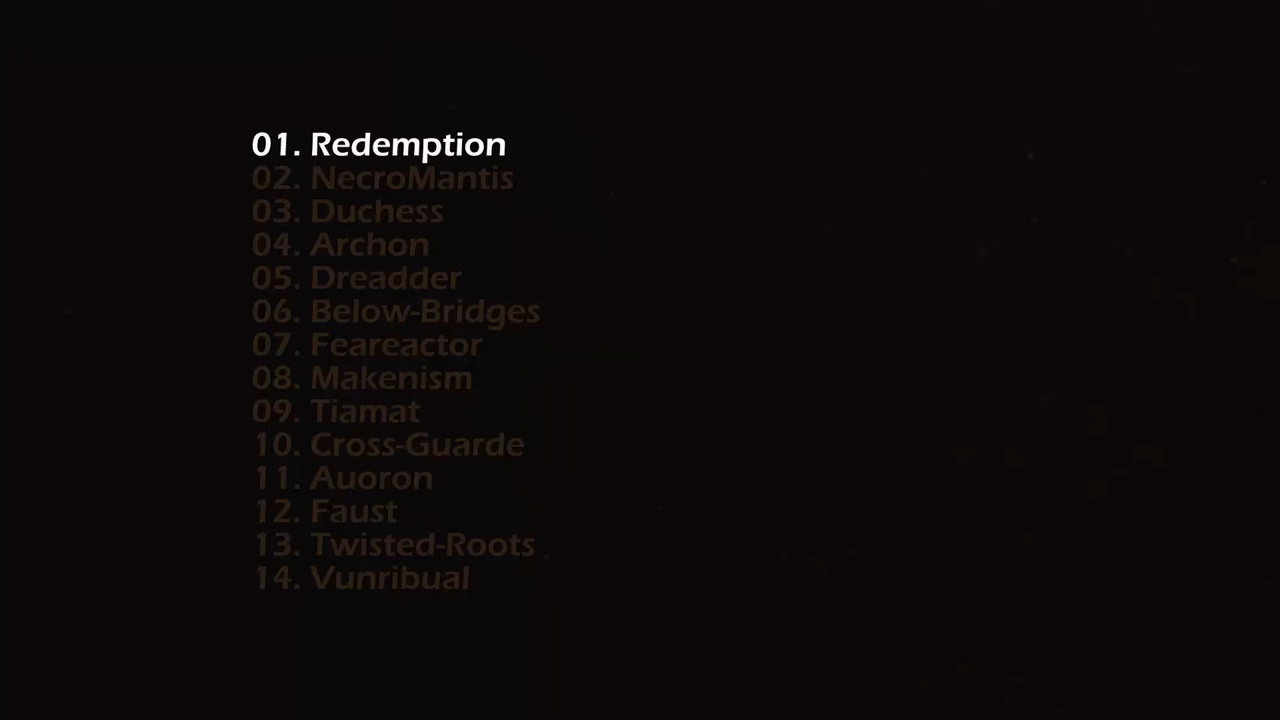 01. Redemption
02. NecroMantis
03. Duchess
04. Archon
05. Dreadder
06. Below-Bridges
07. Feareactor
08. Makenism
09. Tiamat
10. Cross-Guarde
11. Auoron
12. Faust
13. Twisted-Roots
14. Vunribual